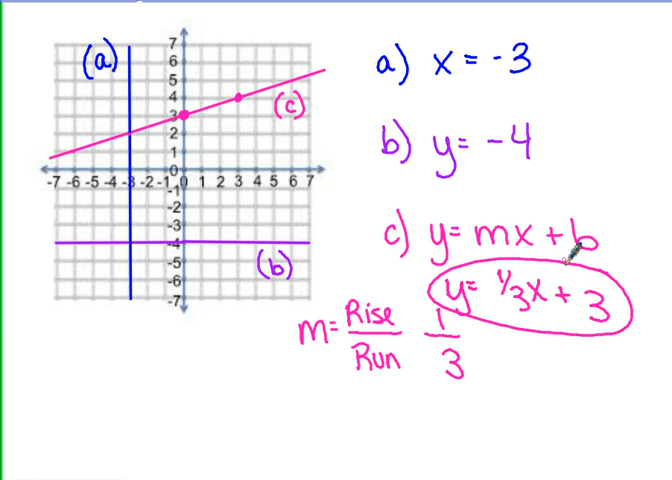 (a)
7
6
5
4
3
2
1
0
-7 -6 -5 -4 -3 -2 -1 0 1 2 3 4 5 6 7
-1
-2
-3
-4
-5
-6
-7
(c)
(b)
a) x = -3
b) y = -4
c) y = mx + b
y = 1/3x + 3
m = Rise 1
Run 3